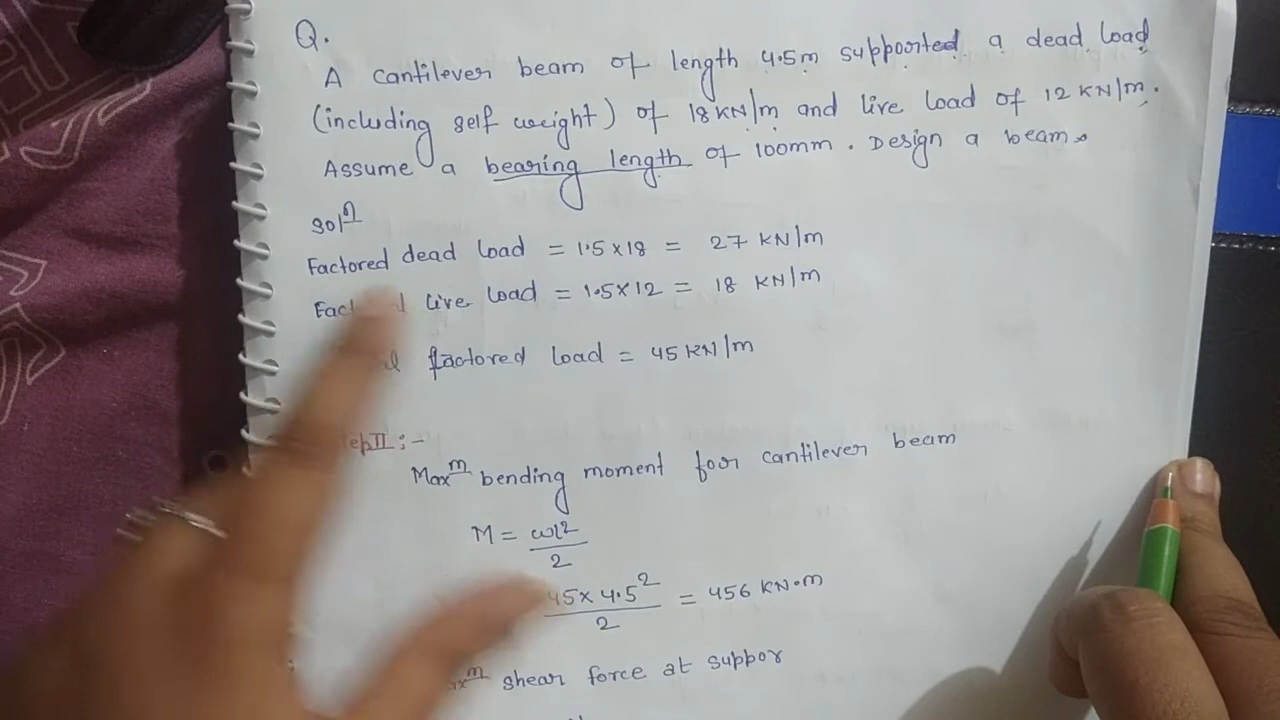 Q.
A cantilever beam of length 4.5m supported a dead load
(including self weight) of 18 KN/m and live load of 12 KN/m.
Assume a bearing length of 100mm. Design a beam.
Solⁿ
Factored dead load = 1.5×18 = 27 KN/m
live load = 1.5×12 = 18 KN/m
factored load = 45 KN/m
II :-
Maxᵐ bending moment for cantilever beam
M = ωl²/2
45×4.5²/2 = 456 KN.m
shear force at suppor